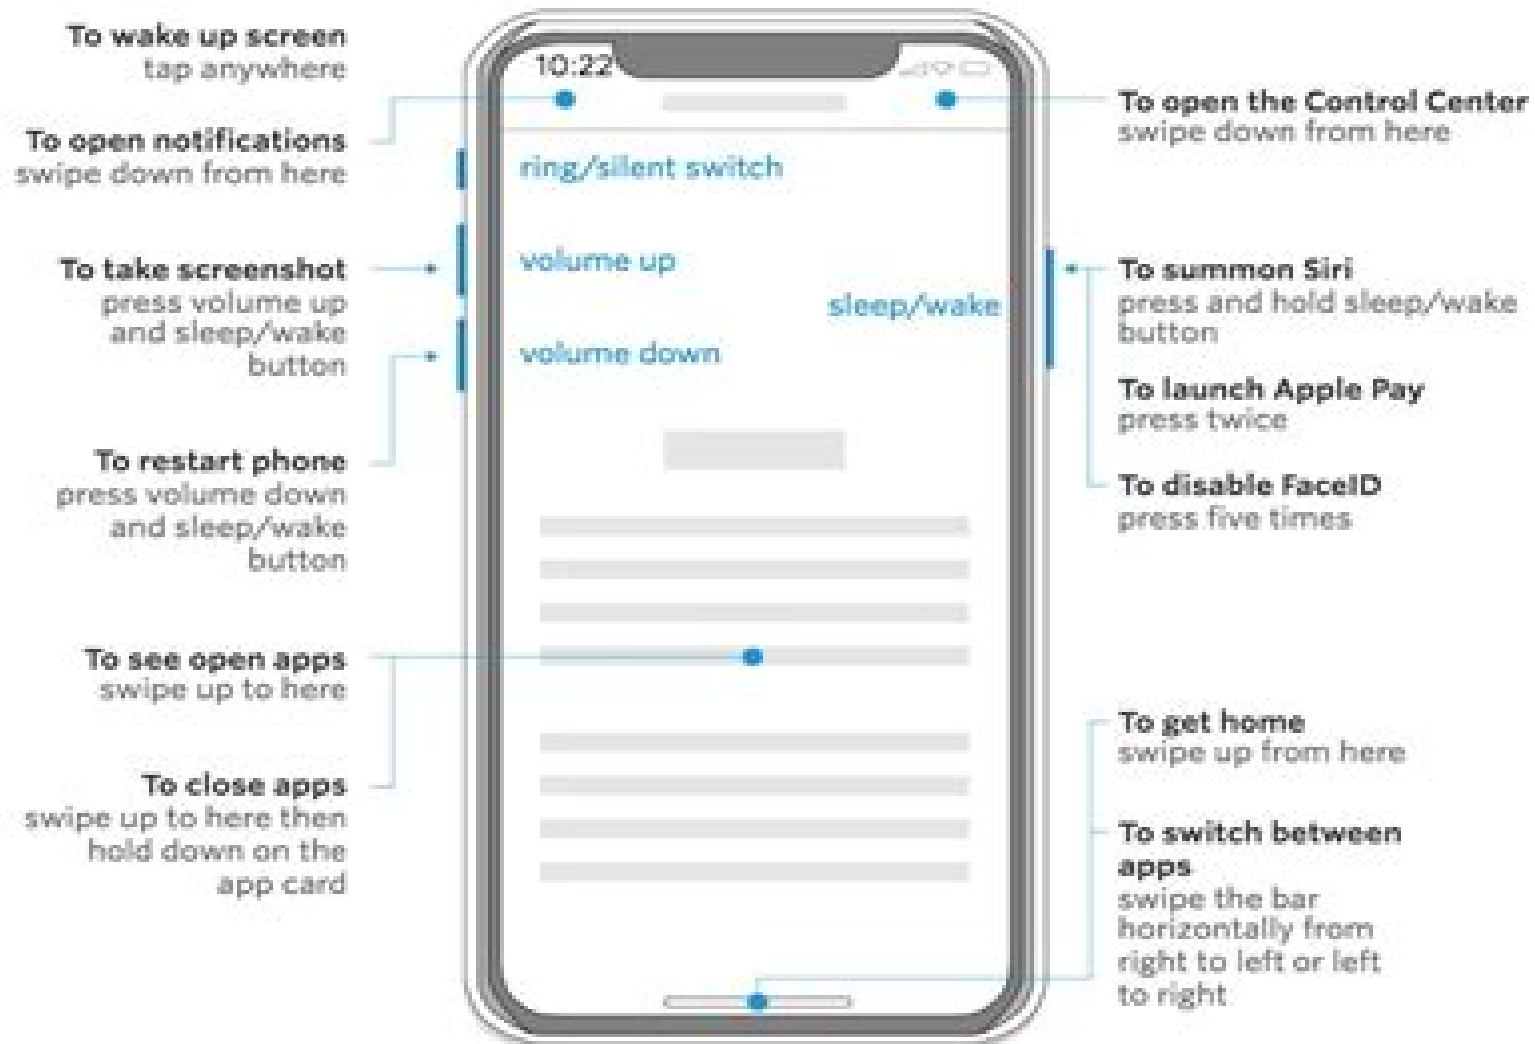 To wake up screen
tap anywhere
To open notifications
swipe down from here
To take screenshot
press volume up
and sleep/wake
button
To restart phone
press volume down
and sleep/wake
button
To see open apps
swipe up to here
To close apps
swipe up to here then
hold down on the
app card
10:22
ring/silent switch
volume up
sleep/wake
volume down
To open the Control Center
swipe down from here
To summon Siri
press and hold sleep/wake
button
To launch Apple Pay
press twice
To disable FaceID
press five times
To get home
swipe up from here
To switch between
apps
swipe the bar
horizontally from
right to left or left
to right